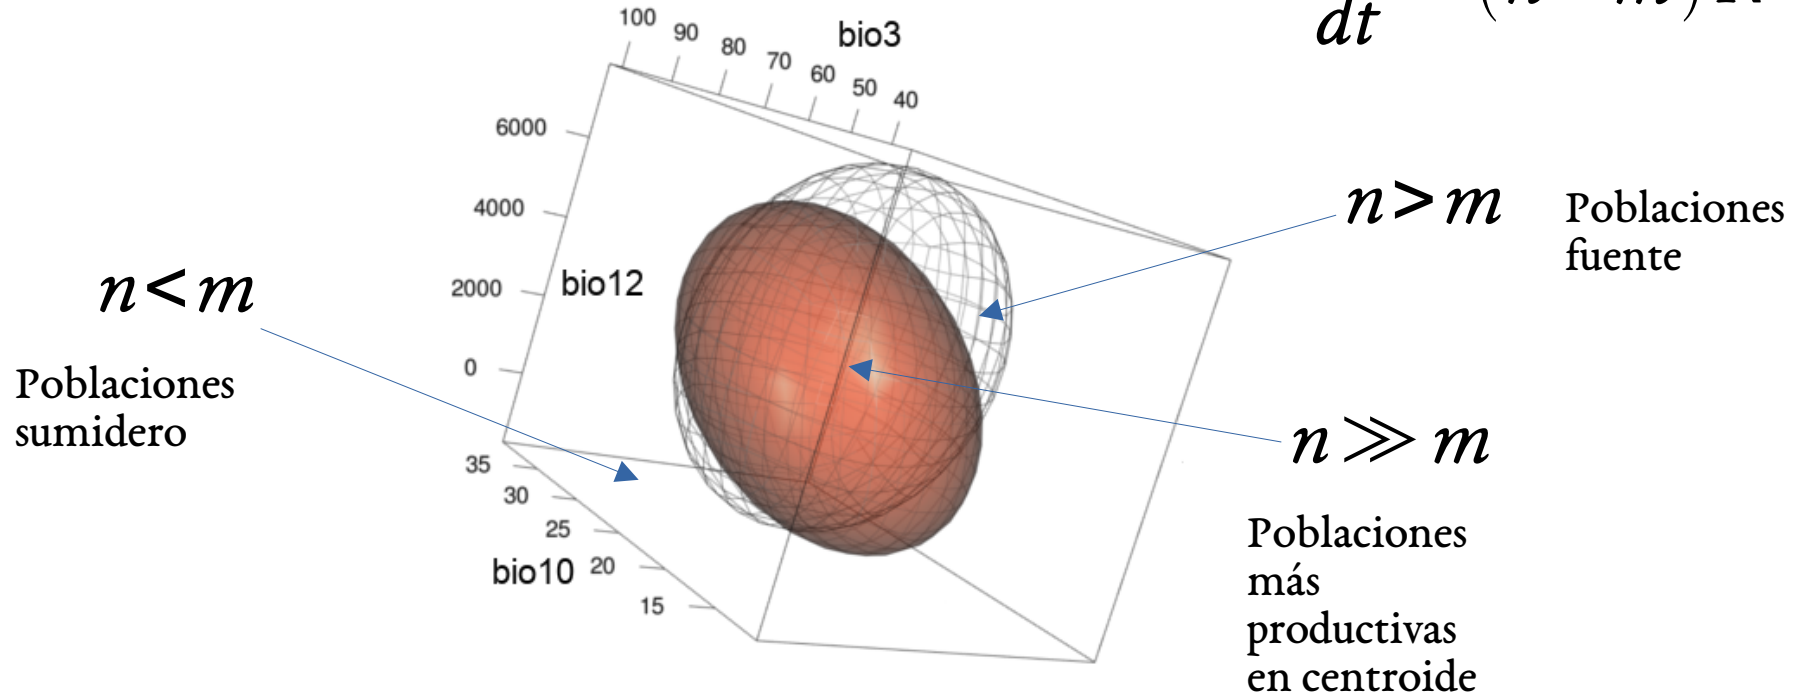 dt
100 90 80 70 60 50 40
bio3
6000
4000
2000
0
bio12
35
30
25
20
15
bio10
n<m
Poblaciones
sumidero
n>m
Poblaciones
fuente
n≫m
Poblaciones
más
productivas
en centroide